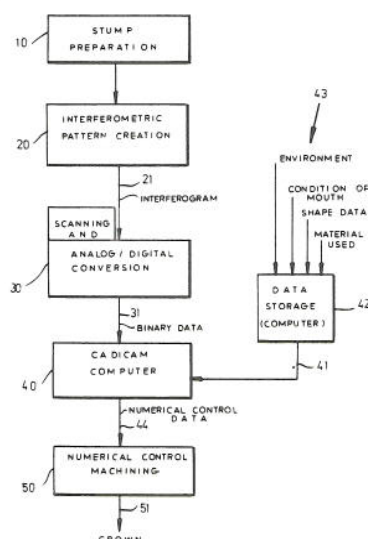 10
STUMP
PREPARATION
20
INTERFEROMETRIC
PATTERN CREATION
21
INTERFEROGRAM
43
ENVIRONMENT
CONDITION OF
MOUTH
SHAPE DATA
MATERIAL
USED
SCANNING AND
ANALOG/DIGITAL
CONVERSION
30
31
BINARY DATA
DATA
STORAGE
(COMPUTER)
42
41
CADICAM
COMPUTER
40
NUMERICAL CONTROL
DATA
44
NUMERICAL CONTROL
MACHINING
50
51
CROWN